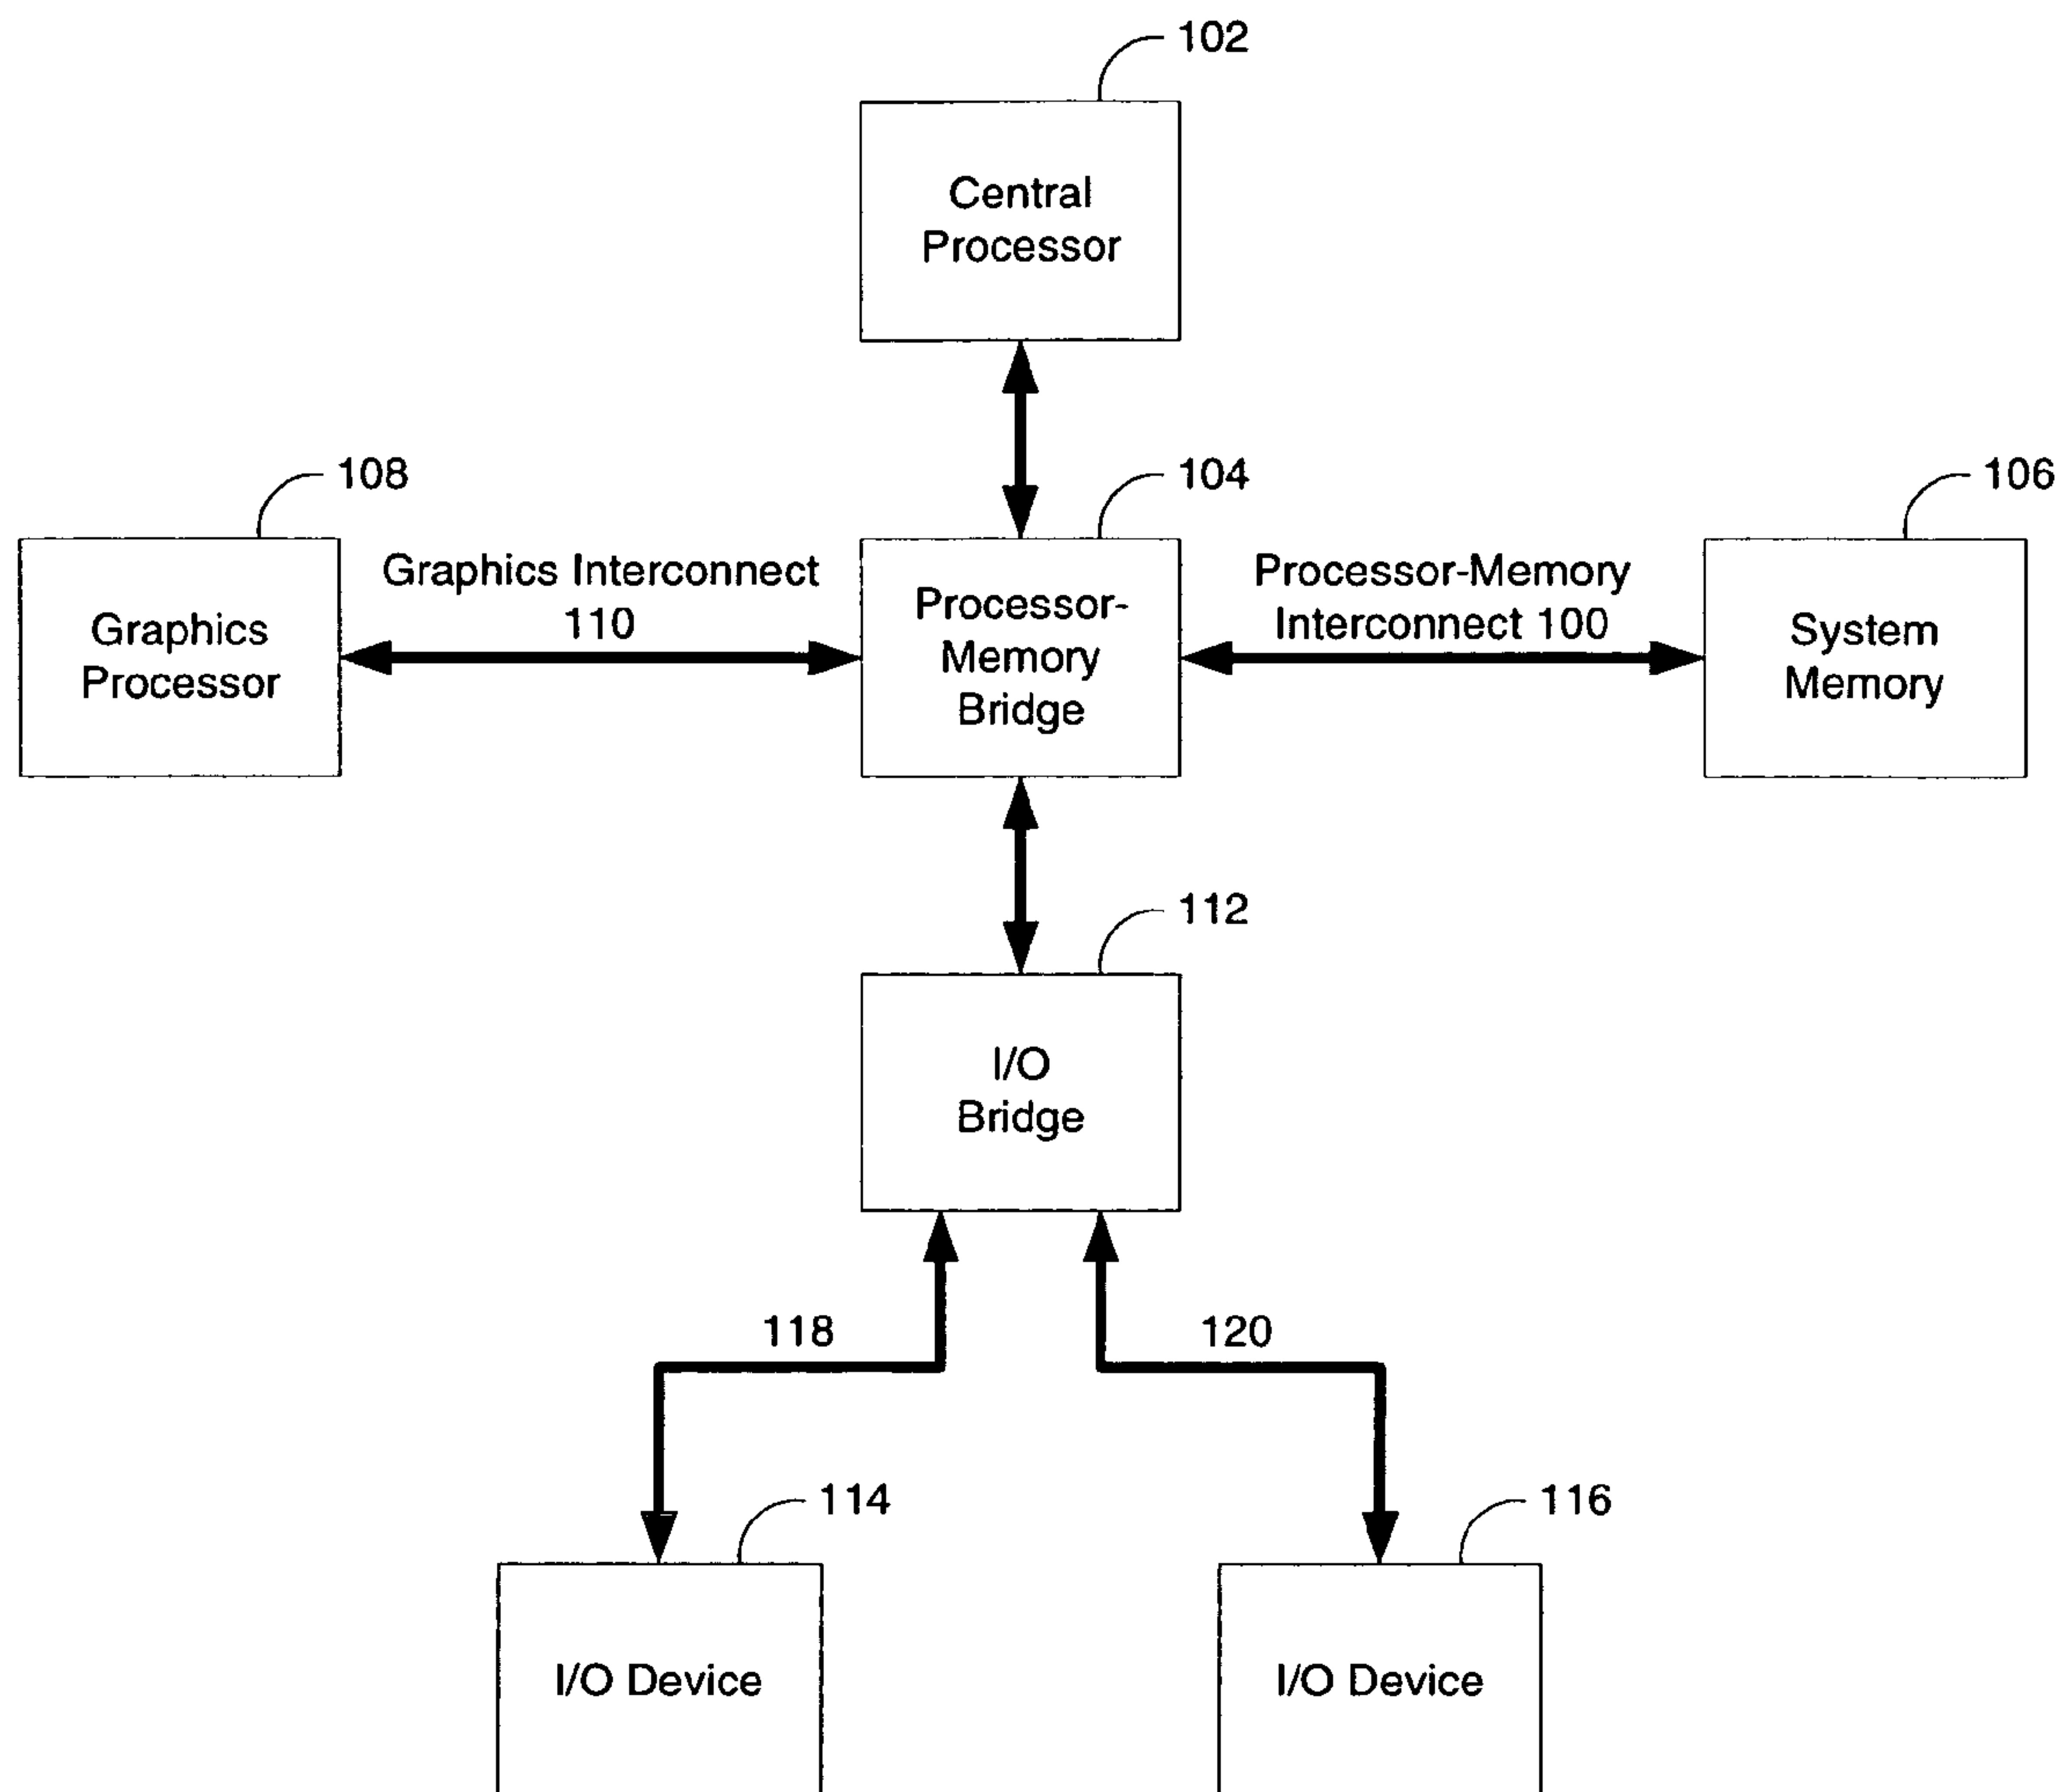 102
Central
Processor
108
104
106
Graphics Interconnect
110
Processor-Memory
Interconnect 100
Graphics
Processor
Processor-
Memory
Bridge
System
Memory
112
I/O
Bridge
118
120
114
116
I/O Device
I/O Device